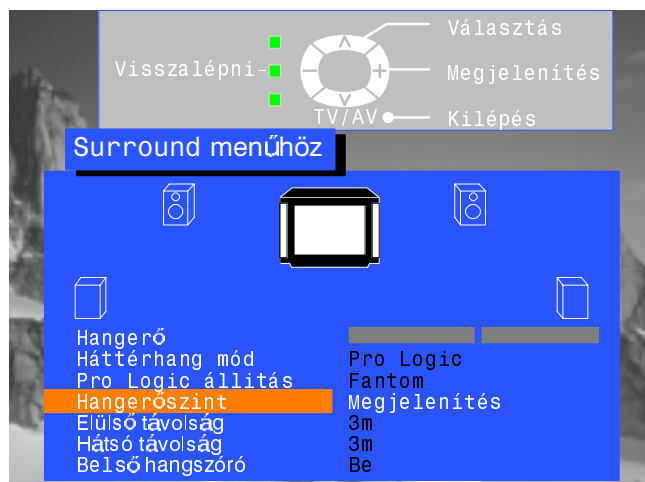 Választás
Visszalépni-
Megjelenítés
TV/AV
Kilépés
Surround menűhöz
Hangerő
Háttérhang mód Pro Logic
Pro Logic állitás Fantom
Hangerőszint Megjelenítés
Elülső távolság 3m
Hátsó távolság 3m
Belső hangszóró Be